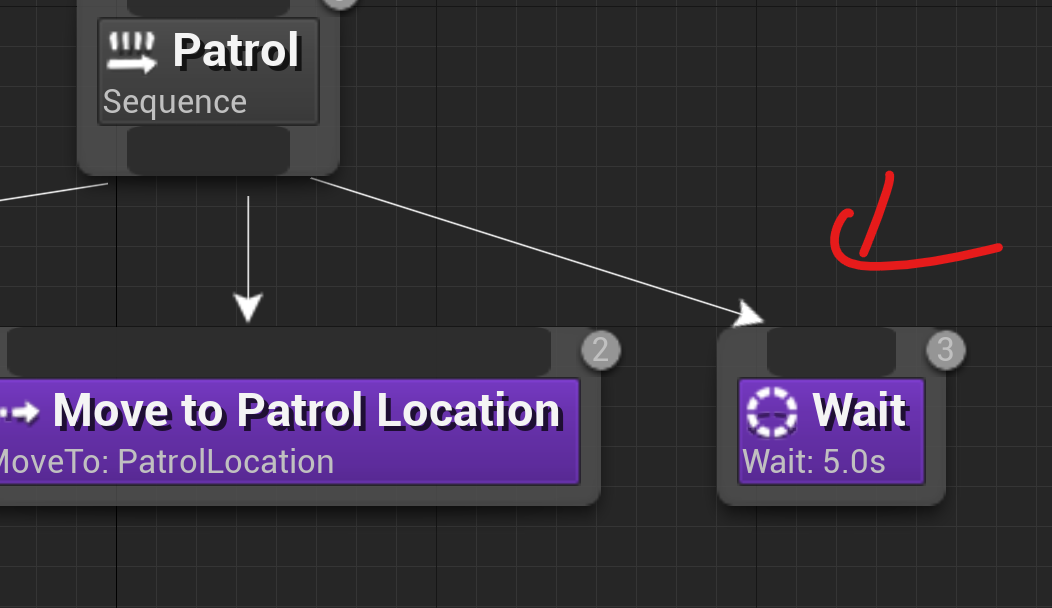 Patrol
Sequence
2
3
Move to Patrol Location
MoveTo: PatrolLocation
Wait
Wait: 5.0s